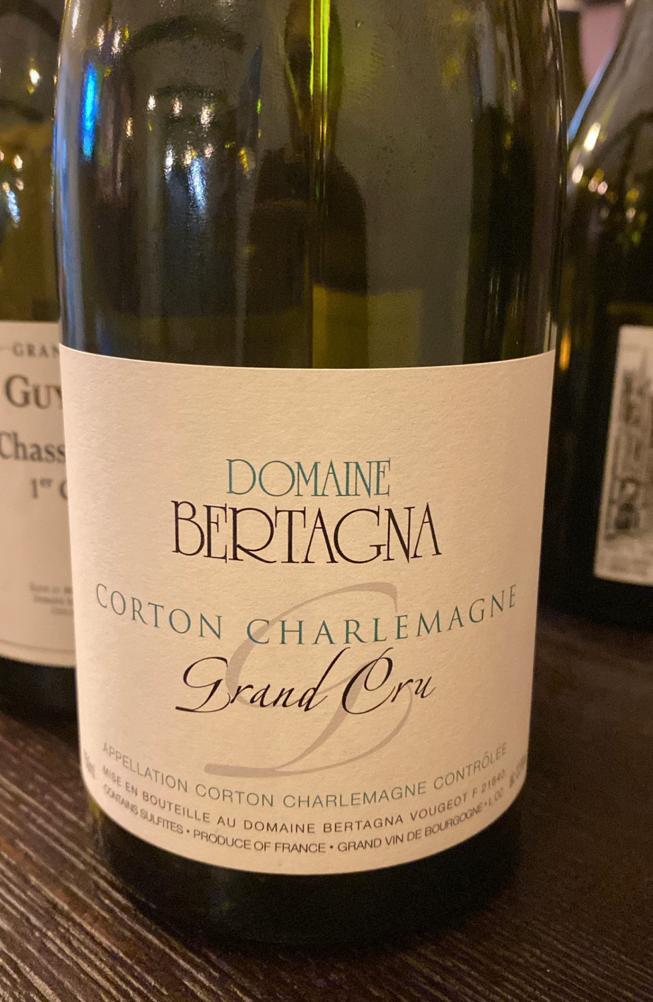 GRAN
GUY
Chass
1er C
DOMAINE
BERTAGNA
CORTON CHARLEMAGNE
Grand Cru
APPELLATION CORTON CHARLEMAGNE CONTRÔLÉE
MISE EN BOUTEILLE AU DOMAINE BERTAGNA VOUGEOT F 21640
CONTAINS SULFITES • PRODUCE OF FRANCE • GRAND VIN DE BOURGOGNE •